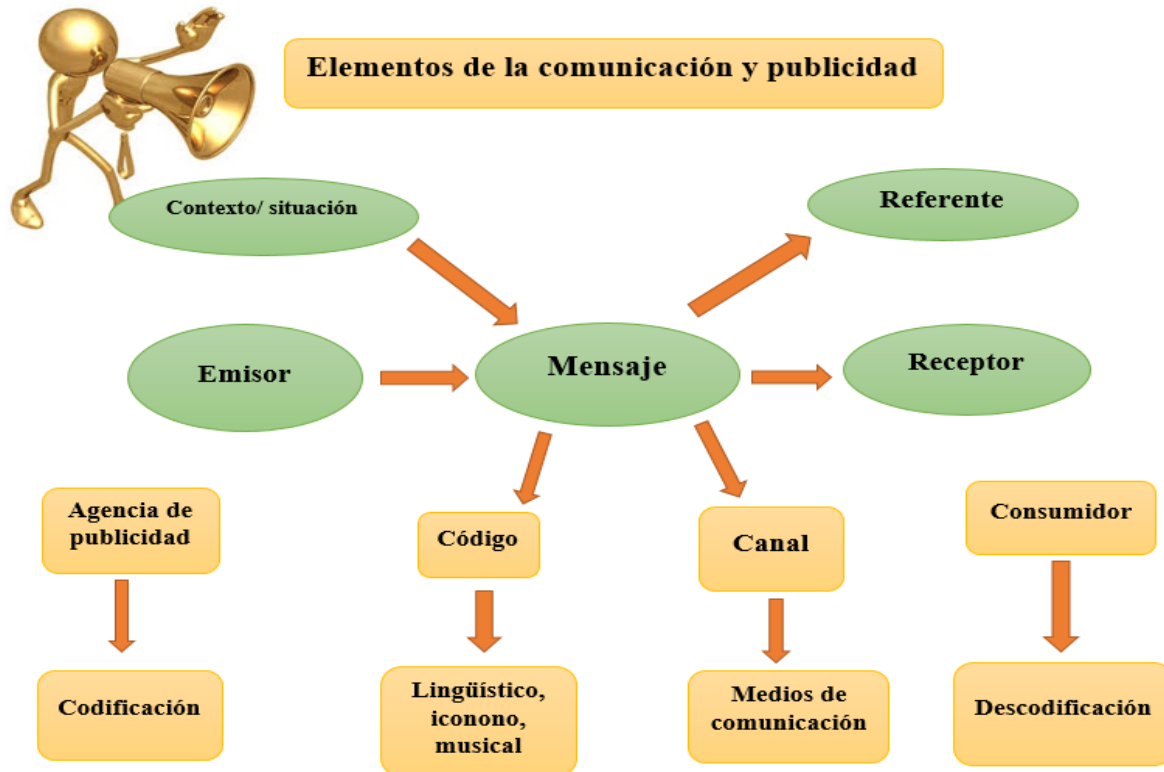 Elementos de la comunicación y publicidad
Contexto/ situación
Referente
Emisor
Mensaje
Receptor
Agencia de
publicidad
Código
Canal
Consumidor
Codificación
Lingüístico,
iconono,
musical
Medios de
comunicación
Descodificación